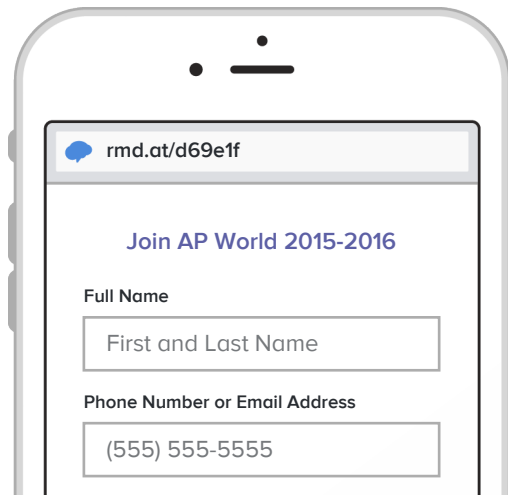 rmd.at/d69e1f
Join AP World 2015-2016
Full Name
First and Last Name
Phone Number or Email Address
(555) 555-5555